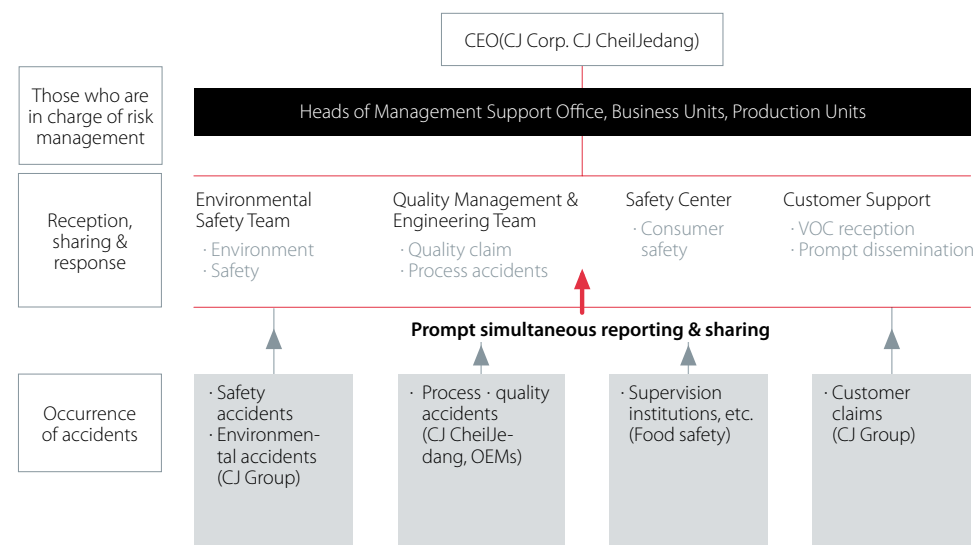 CEO(CJ Corp. CJ CheilJedang)
Those who are
in charge of risk
management
Heads of Management Support Office, Business Units, Production Units
Reception,
sharing &
response
Environmental
Safety Team
· Environment
· Safety
Quality Management &
Engineering Team
· Quality claim
· Process accidents
Safety Center
· Consumer
safety
Customer Support
· VOC reception
· Prompt dissemination
Prompt simultaneous reporting & sharing
Occurrence
of accidents
· Safety
accidents
· Environmen-
tal accidents
(CJ Group)
· Process · quality
accidents
(CJ CheilJe-
dang, OEMs)
· Supervision
institutions, etc.
(Food safety)
· Customer
claims
(CJ Group)